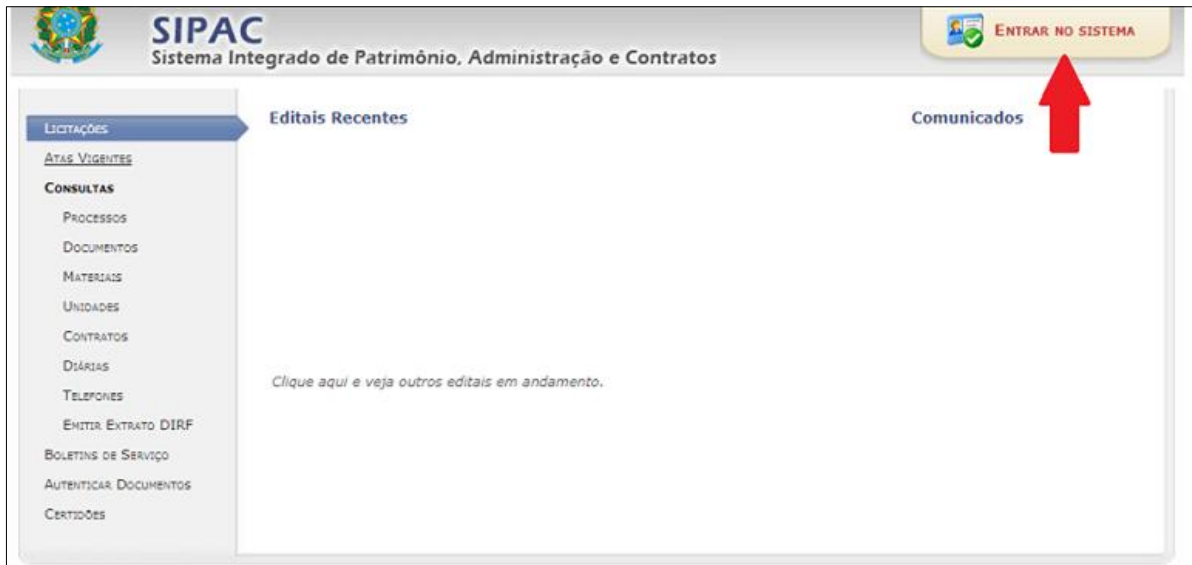 SIPAC
Sistema Integrado de Patrimônio, Administração e Contratos
ENTRAR NO SISTEMA
LICITAÇÕES
ATAS VIGENTES
CONSULTAS
PROCESSOS
DOCUMENTOS
MATERIAIS
UNIDADES
CONTRATOS
DIÁRIAS
TELEFONES
EMITIR EXTRATO DIRF
BOLETINS DE SERVIÇO
AUTENTICAR DOCUMENTOS
CERTIDÕES
Editais Recentes
Clique aqui e veja outros editais em andamento.
Comunicados